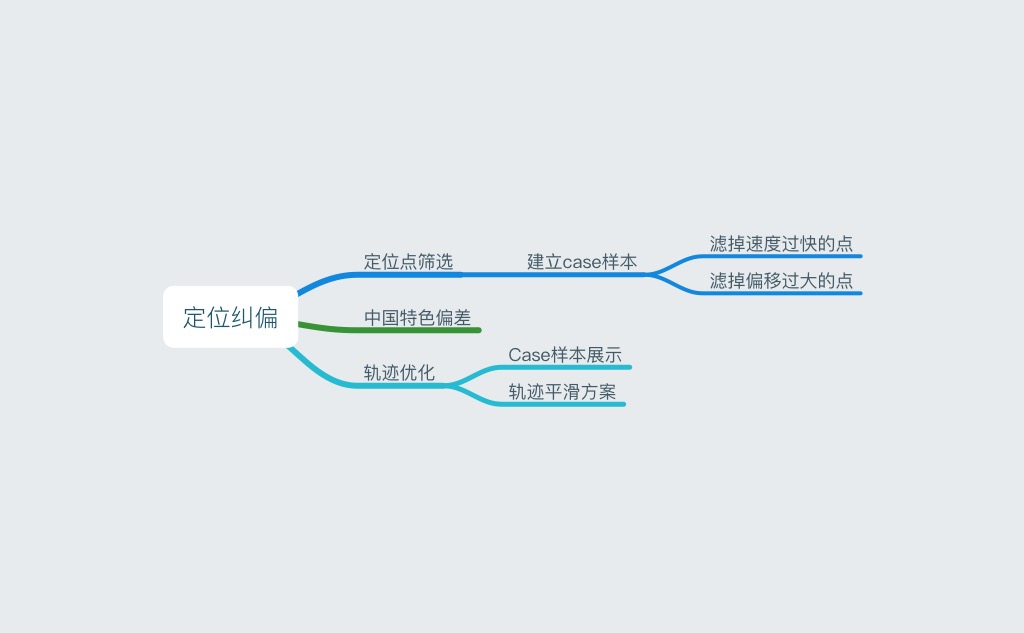 定位纠偏
定位点筛选
建立case样本
滤掉速度过快的点
滤掉偏移过大的点
中国特色偏差
轨迹优化
Case样本展示
轨迹平滑方案